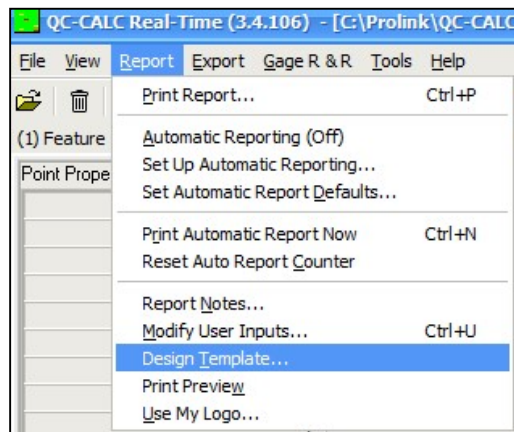 QC-CALC Real-Time (3.4.106) - [C:\Prolink\QC-CALC
File View Report Export Gage R & R Tools Help
Print Report... Ctrl+P
(1) Feature
Automatic Reporting (Off)
Point Prope
Set Up Automatic Reporting...
Set Automatic Report Defaults...
Print Automatic Report Now Ctrl+N
Reset Auto Report Counter
Report Notes...
Modify User Inputs... Ctrl+U
Design Template...
Print Preview
Use My Logo...